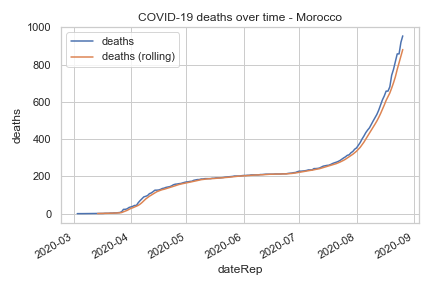 COVID-19 deaths over time - Morocco
deaths
deaths (rolling)
1000
800
600
400
200
0
deaths
2020-03
2020-04
2020-05
2020-06
2020-07
2020-08
2020-09
dateRep